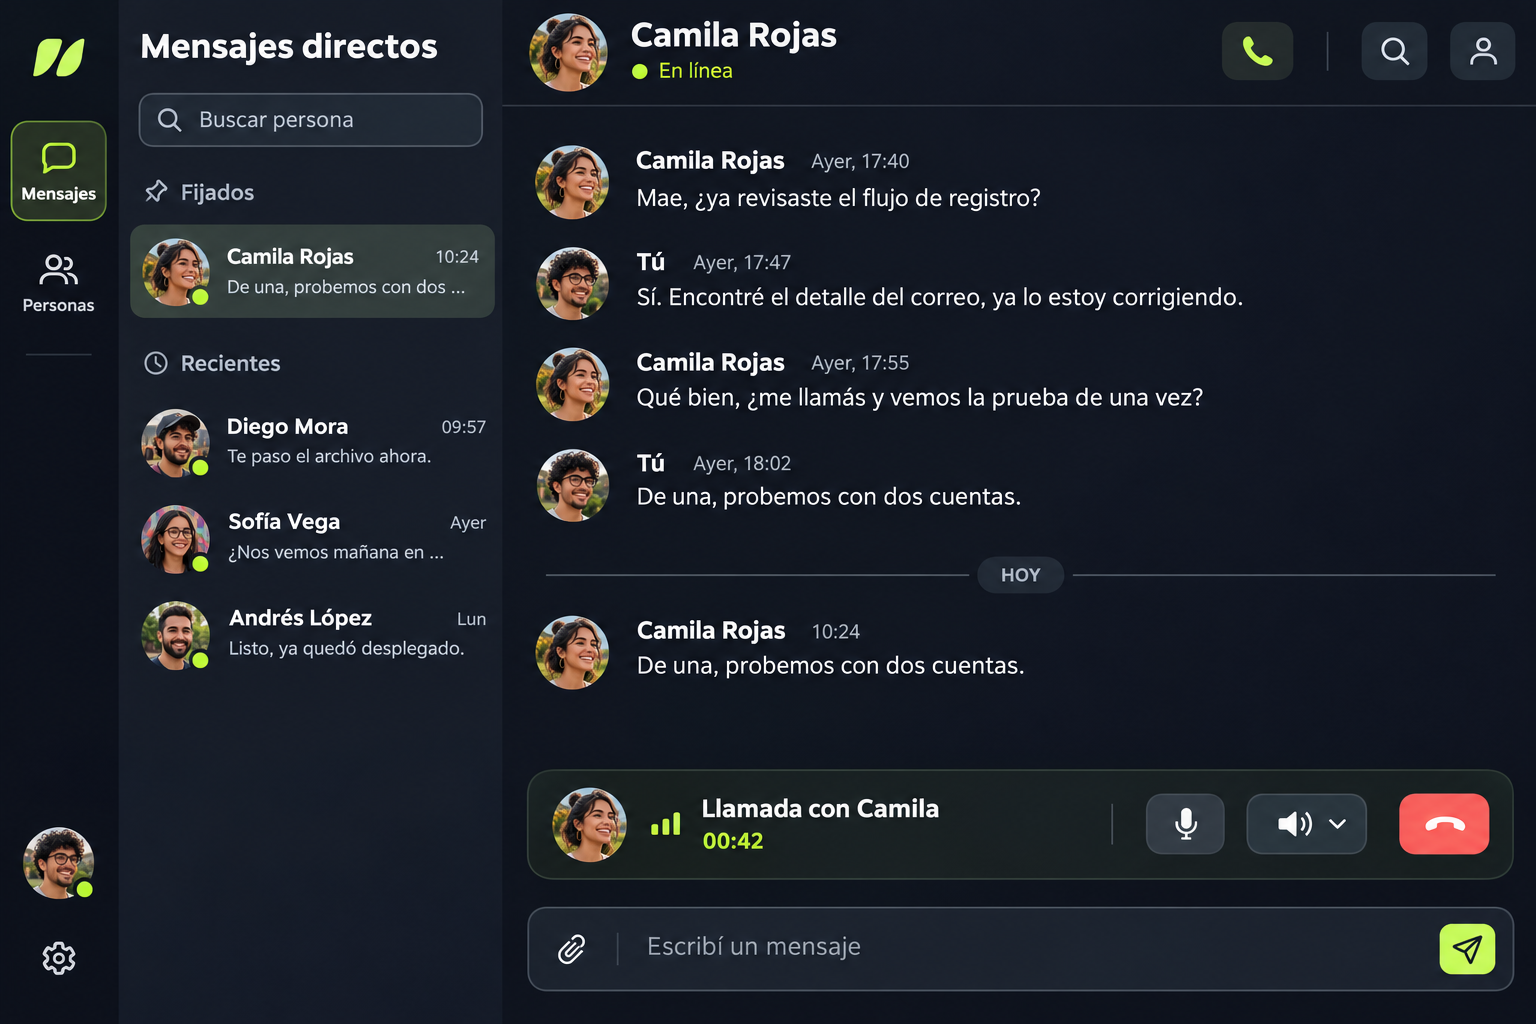 Mensajes
Personas
Mensajes directos
Buscar persona
Fijados
Camila Rojas 10:24
De una, probemos con dos ...
Recientes
Diego Mora 09:57
Te paso el archivo ahora.
Sofía Vega Ayer
¿Nos vemos mañana en ...
Andrés López Lun
Listo, ya quedó desplegado.
Camila Rojas
En línea
Camila Rojas Ayer, 17:40
Mae, ¿ya revisaste el flujo de registro?
Tú Ayer, 17:47
Sí. Encontré el detalle del correo, ya lo estoy corrigiendo.
Camila Rojas Ayer, 17:55
Qué bien, ¿me llamás y vemos la prueba de una vez?
Tú Ayer, 18:02
De una, probemos con dos cuentas.
HOY
Camila Rojas 10:24
De una, probemos con dos cuentas.
Llamada con Camila
00:42
Escribí un mensaje